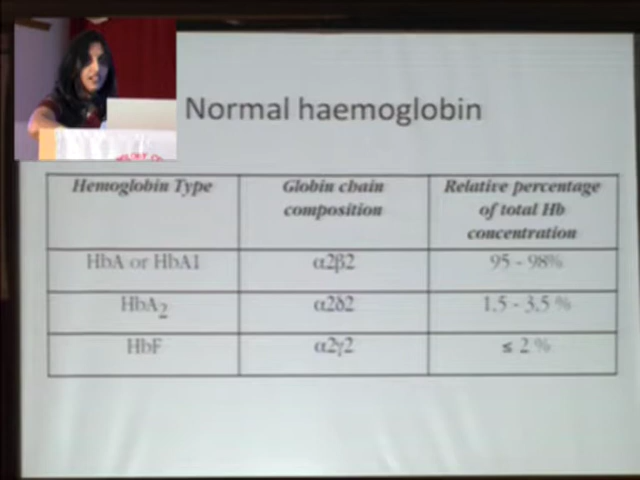 Normal haemoglobin
Hemoglobin Type
Globin chain
composition
Relative percentage
of total Hb
concentration
HbA or HbA1
α2β2
95 - 98%
HbA2
α2δ2
1.5 - 3.5 %
HbF
α2γ2
≤ 2 %